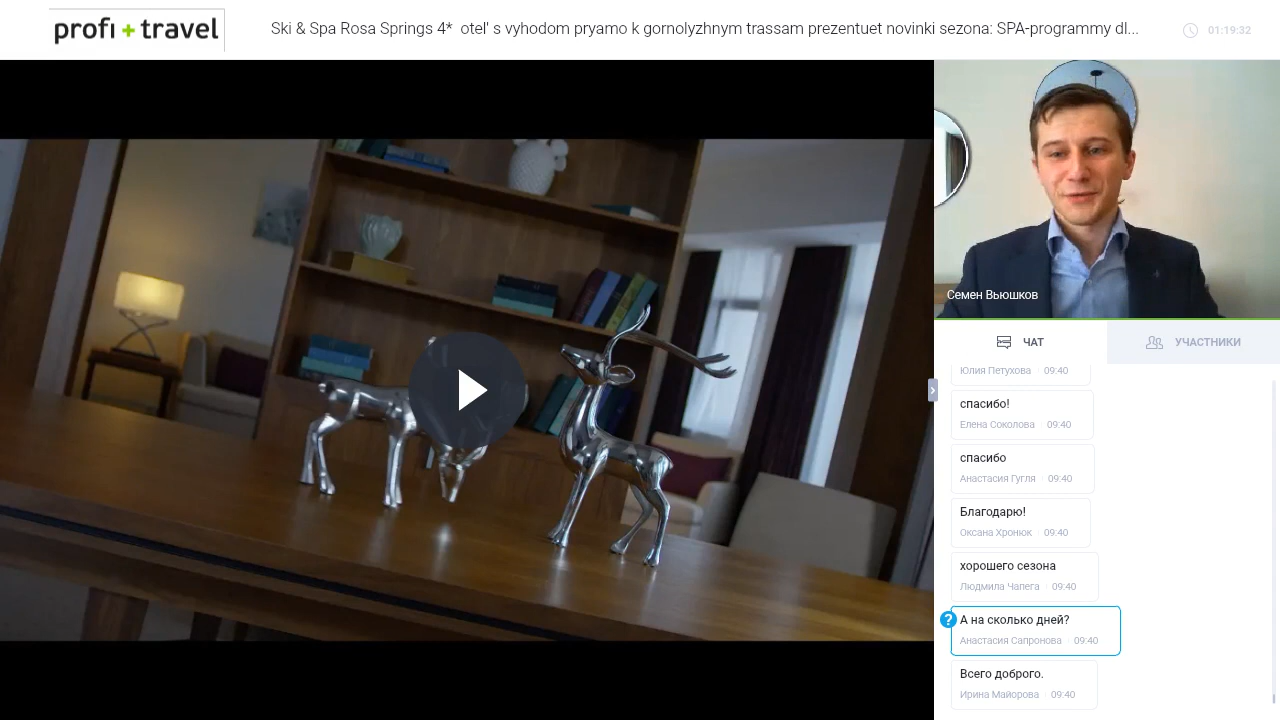 profi + travel
Ski & Spa Rosa Springs 4* otel' s vyhodom pryamo k gornolyzhnym trassam prezentuet novinki sezona: SPA-programmy dl...
01:19:32
Семен Вьюшков
ЧАТ
УЧАСТНИКИ
Юлия Петухова · 09:40
спасибо!
Елена Соколова · 09:40
спасибо
Анастасия Гугля · 09:40
Благодарю!
Оксана Хронюк · 09:40
хорошего сезона
Людмила Чапега · 09:40
? А на сколько дней?
Анастасия Сапронова · 09:40
Всего доброго.
Ирина Майорова · 09:40